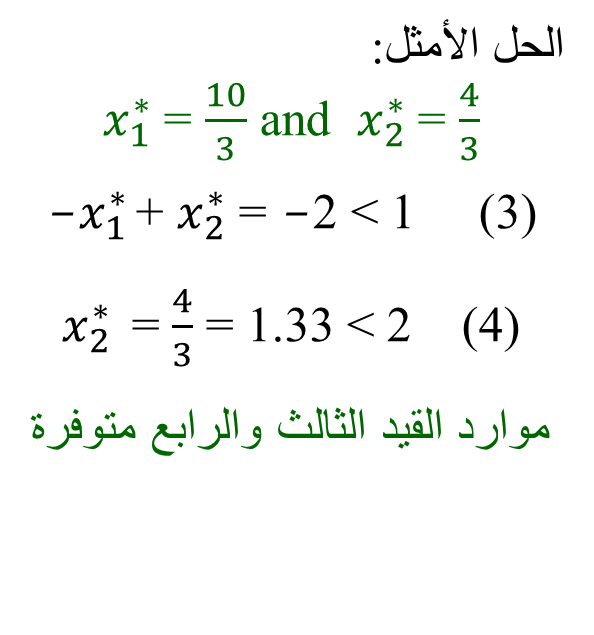 الحل الأمثل:
x₁* = 10/3 and x₂* = 4/3
−x₁* + x₂* = −2 < 1 (3)
x₂* = 4/3 = 1.33 < 2 (4)
موارد القيد الثالث والرابع متوفرة